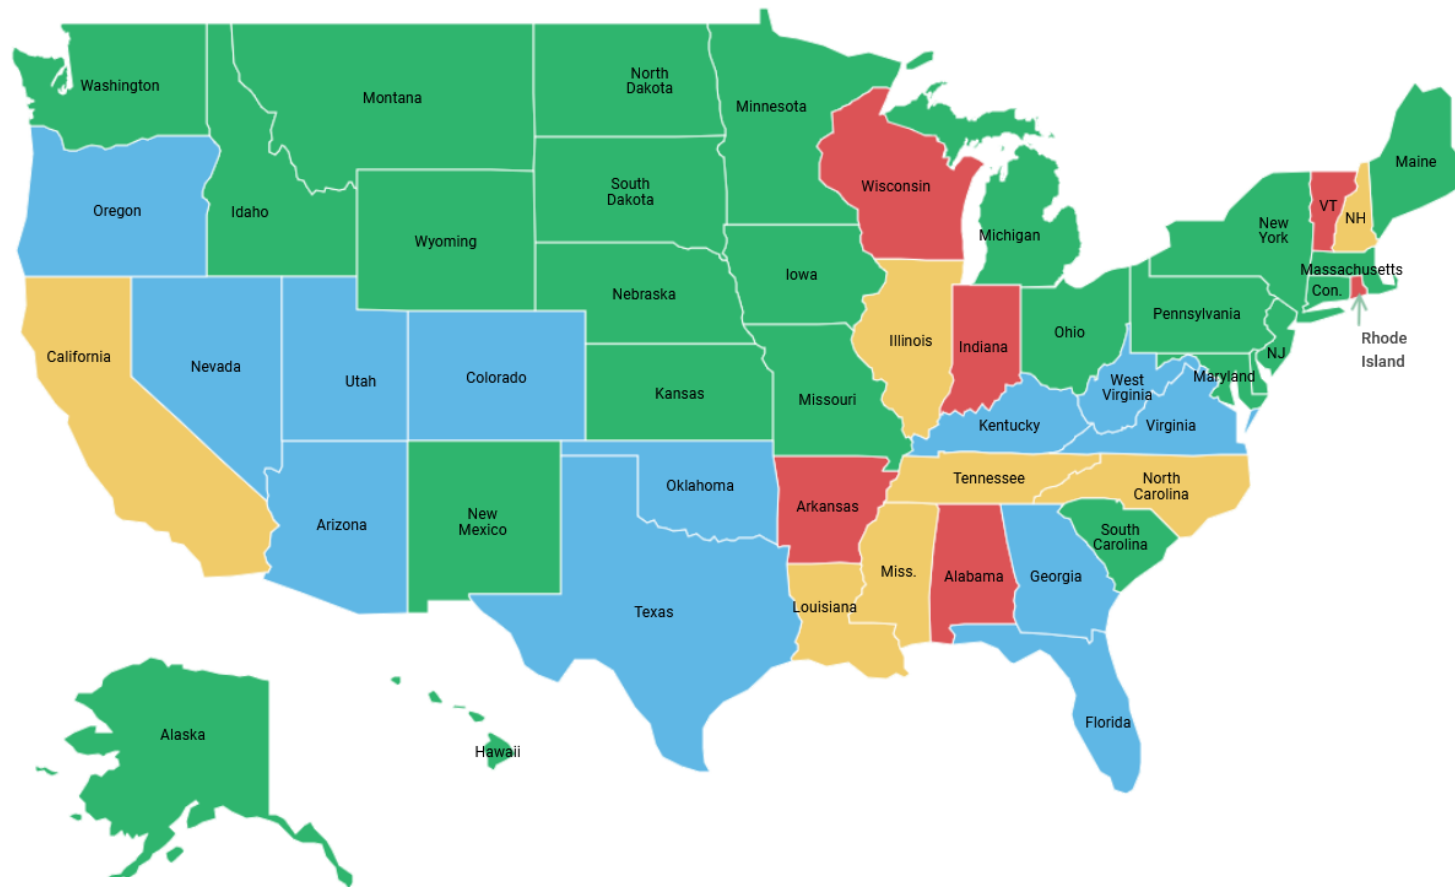 Washington
Montana
North
Dakota
Minnesota
Maine
Wisconsin
Oregon
Idaho
South
Dakota
VT
NH
New
York
Wyoming
Michigan
Iowa
Massachusetts
Con.
Nebraska
Pennsylvania
Rhode
Island
Ohio
Illinois
Indiana
NJ
California
Nevada
Utah
Colorado
Kansas
Missouri
West
Virginia
Maryland
Kentucky
Virginia
Tennessee
North
Carolina
Oklahoma
Arkansas
Arizona
New
Mexico
South
Carolina
Miss.
Alabama
Georgia
Louisiana
Texas
Florida
Alaska
Hawaii